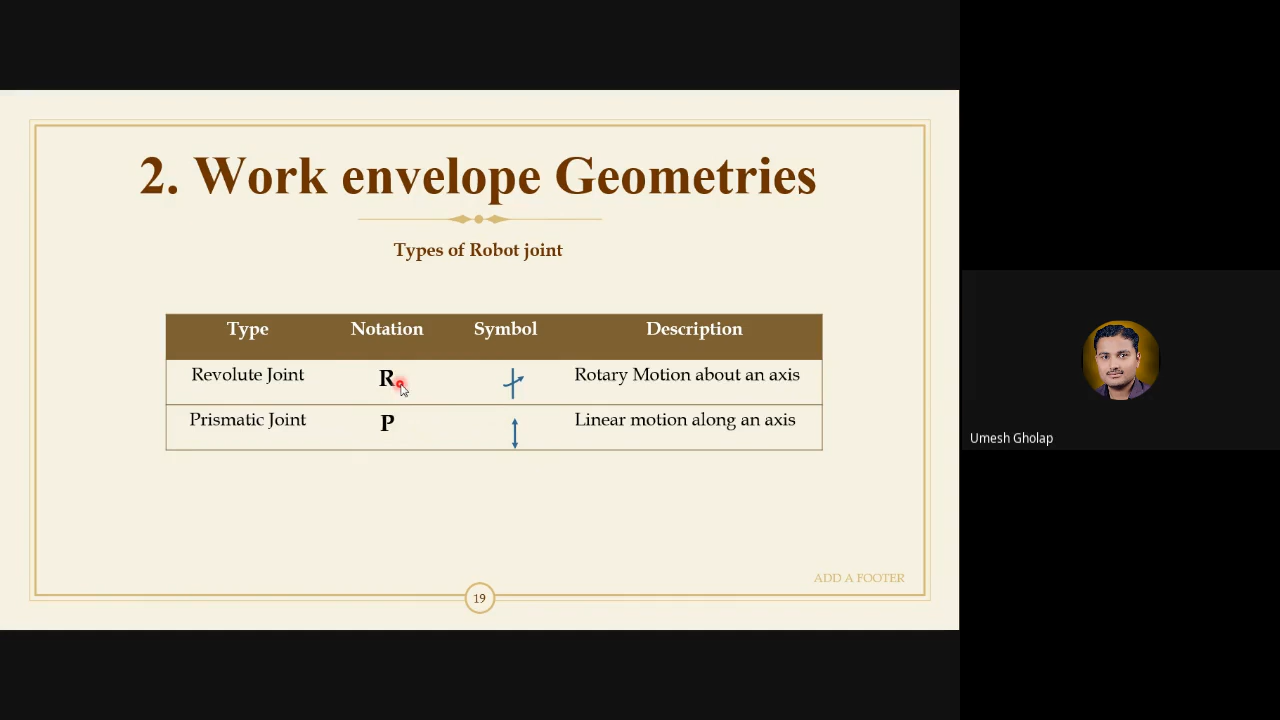 2. Work envelope Geometries
Types of Robot joint
Type Notation Symbol Description
Revolute Joint R Rotary Motion about an axis
Prismatic Joint P Linear motion along an axis
ADD A FOOTER
19
Umesh Gholap